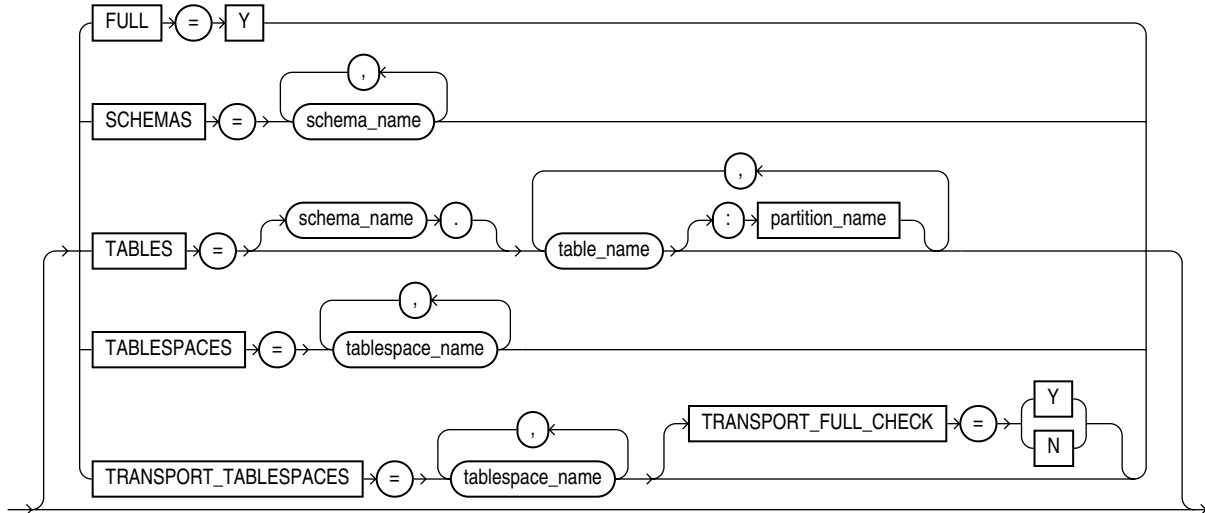 FULL = Y
,
SCHEMAS = schema_name
,
schema_name . : partition_name
TABLES = table_name
,
TABLESPACES = tablespace_name
Y
, TRANSPORT_FULL_CHECK =
N
TRANSPORT_TABLESPACES = tablespace_name